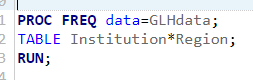 PROC FREQ data=GLHdata;
TABLE Institution*Region;
RUN;